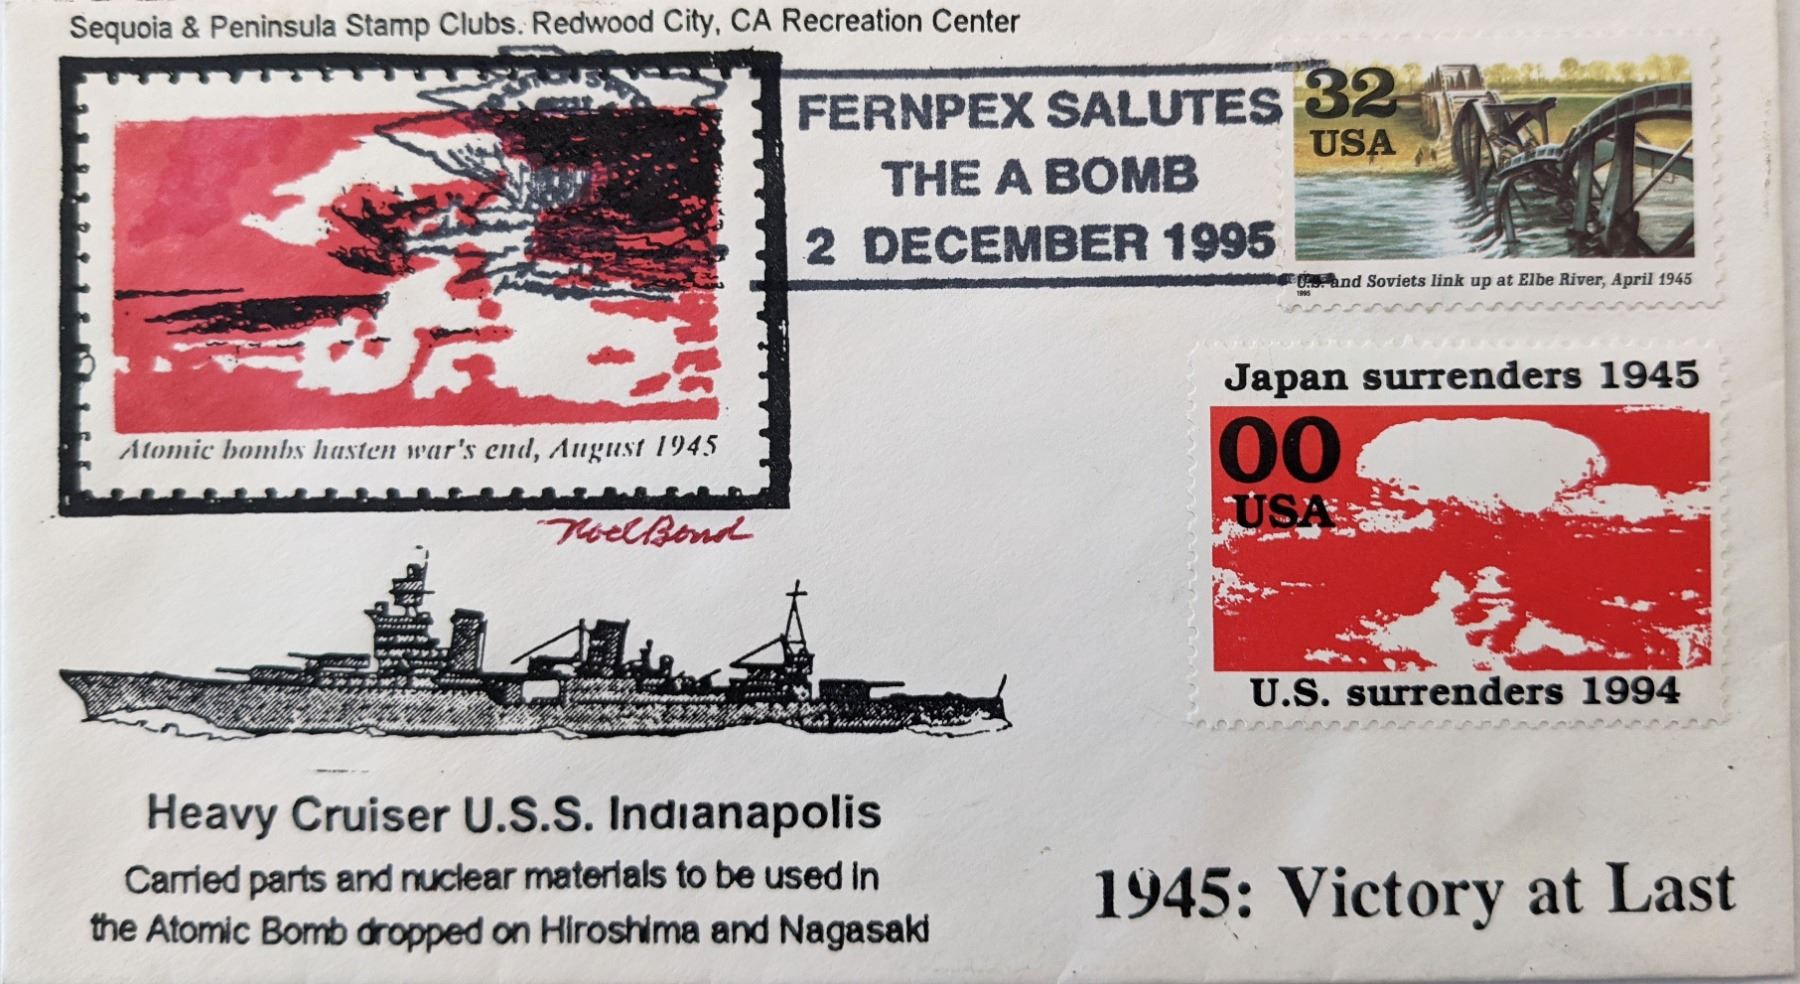 Sequoia & Peninsula Stamp Clubs. Redwood City, CA Recreation Center
FERNPEX SALUTES
THE A BOMB
2 DECEMBER 1995
32
USA
U.S. and Soviets link up at Elbe River, April 1945
1995
Atomic bombs hasten war's end, August 1945
Noel Bond
Japan surrenders 1945
00
USA
U.S. surrenders 1994
Heavy Cruiser U.S.S. Indianapolis
Carried parts and nuclear materials to be used in
the Atomic Bomb dropped on Hiroshima and Nagasaki
1945: Victory at Last